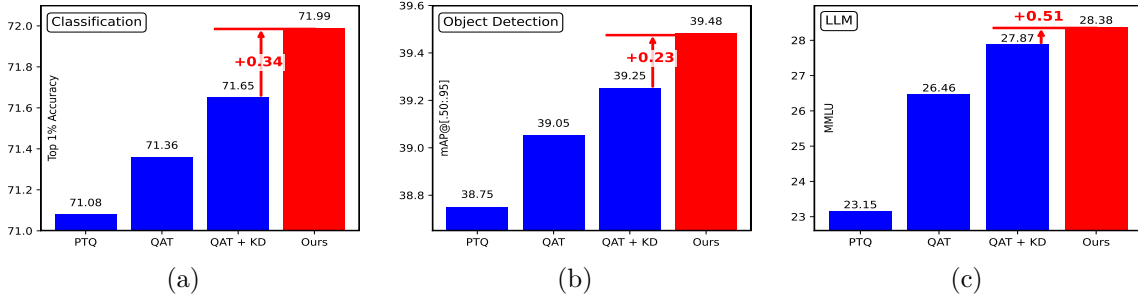 Classification
Top 1% Accuracy
72.0
71.8
71.6
71.4
71.2
71.0
71.08
71.36
71.65
71.99
+0.34
PTQ
QAT
QAT + KD
Ours
(a)
Object Detection
mAP@[.50:.95]
39.6
39.4
39.2
39.0
38.8
38.75
39.05
39.25
39.48
+0.23
PTQ
QAT
QAT + KD
Ours
(b)
LLM
MMLU
28
27
26
25
24
23
23.15
26.46
27.87
28.38
+0.51
PTQ
QAT
QAT + KD
Ours
(c)